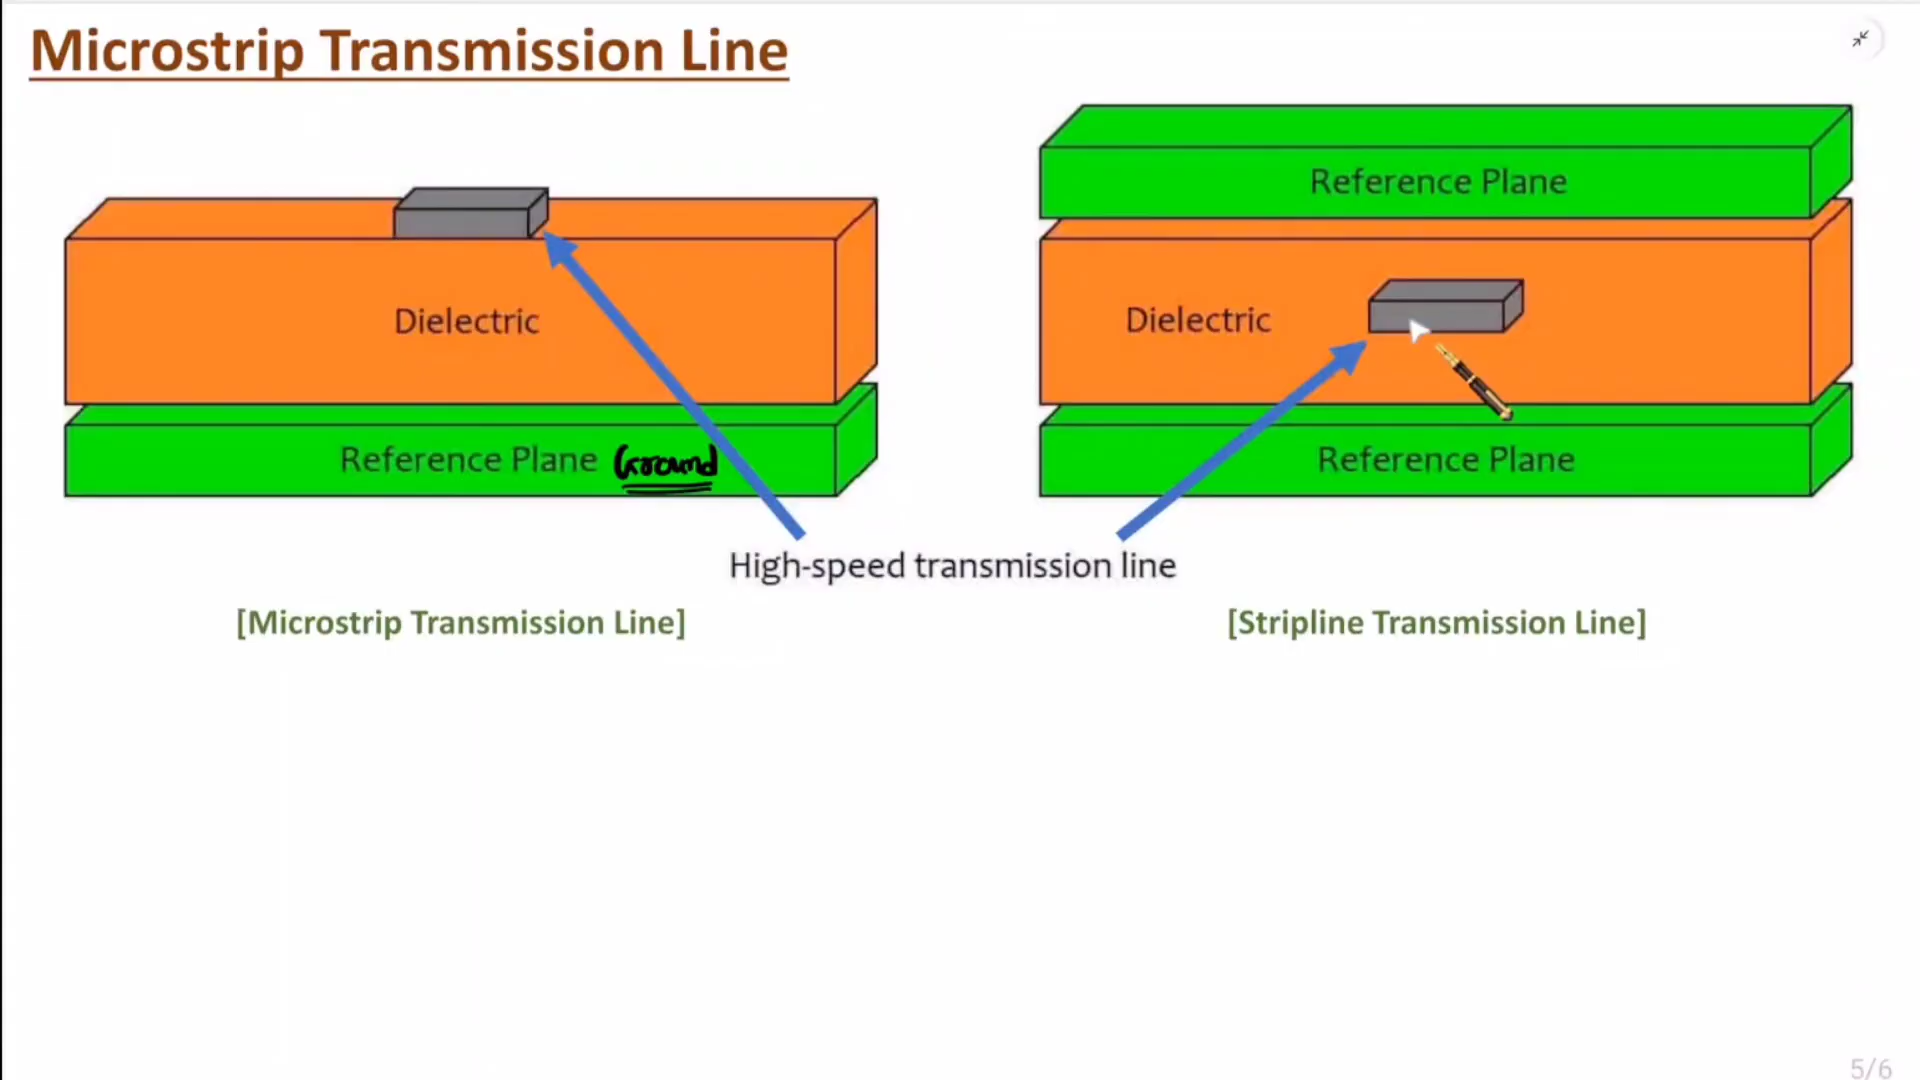 Microstrip Transmission Line
Reference Plane
Dielectric
Dielectric
Reference Plane Ground
Reference Plane
High-speed transmission line
[Microstrip Transmission Line]
[Stripline Transmission Line]
5/6